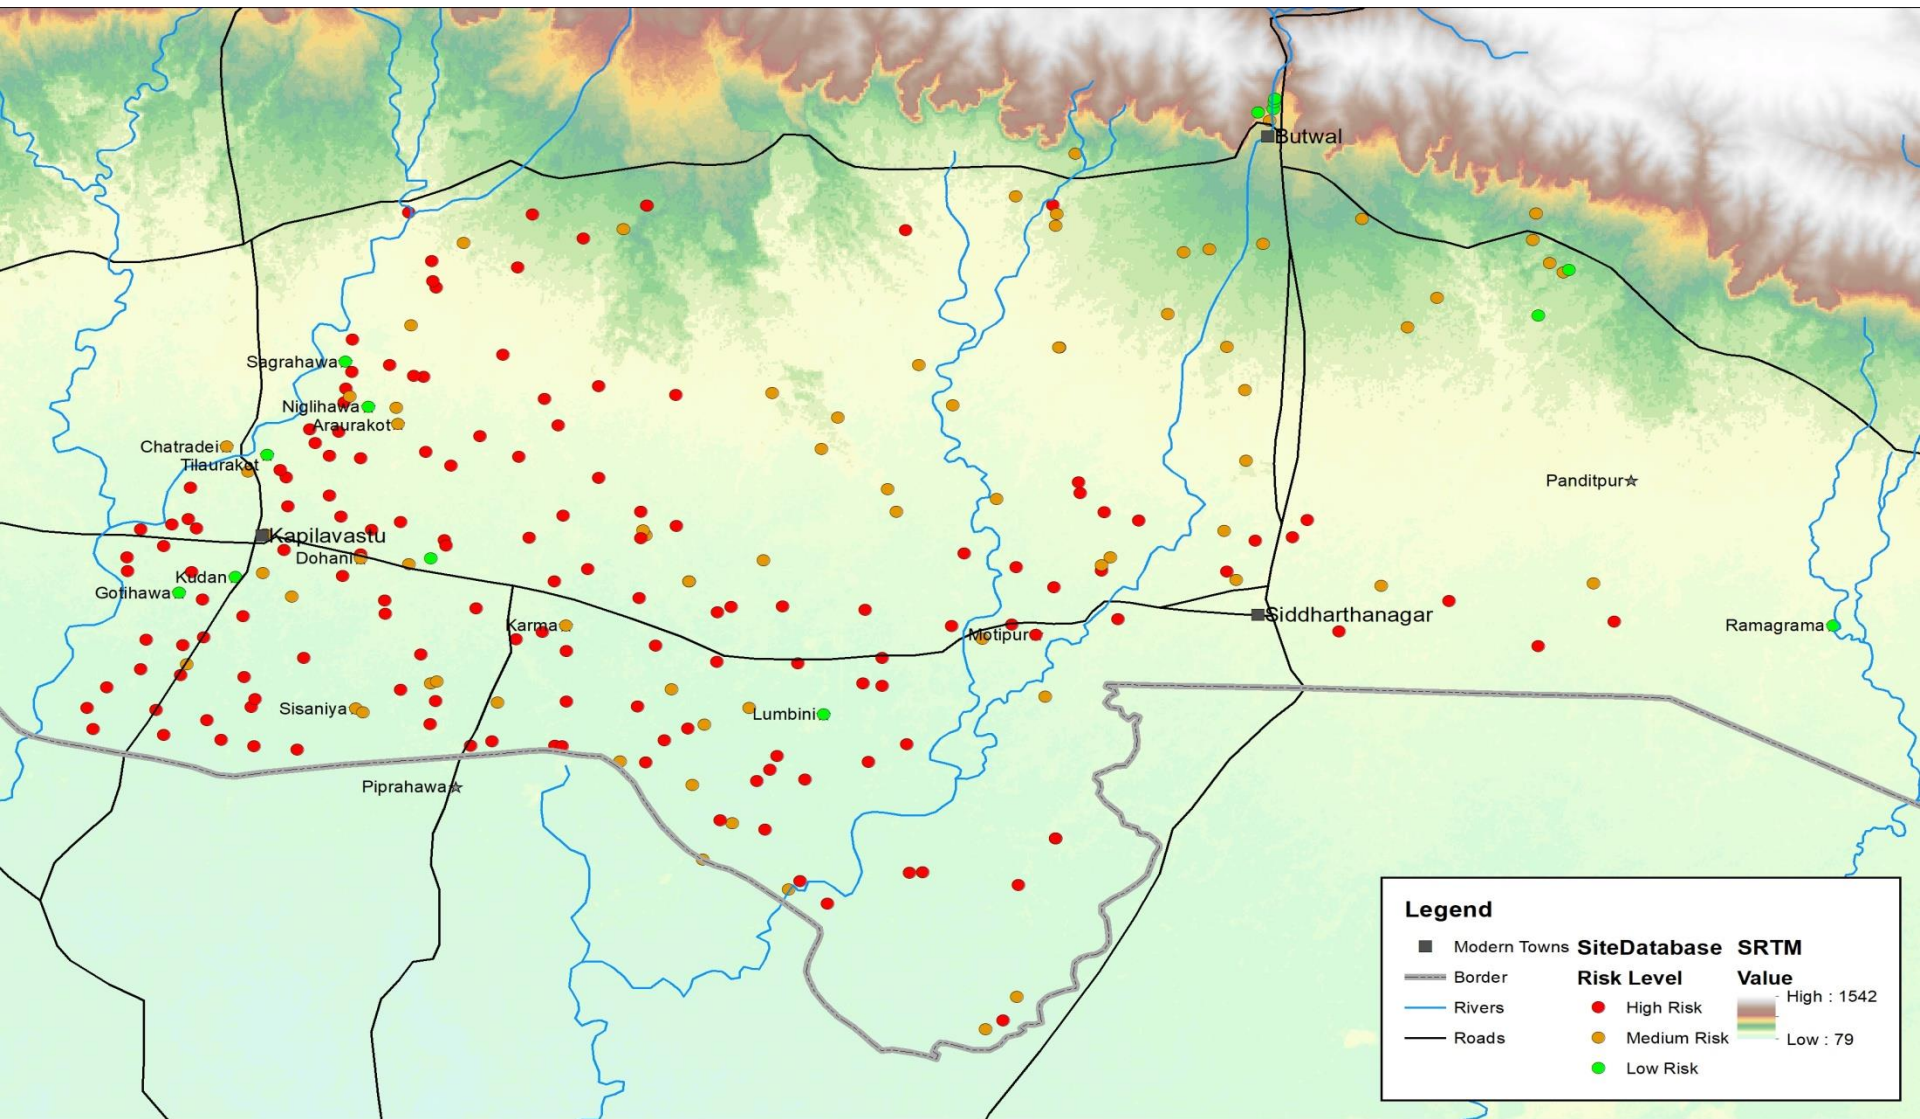 Butwal
Sagrahawa
Niglihawa
Araurakot
Chatradei
Tilaurakot
Panditpur
Kapilavastu
Dohani
Kudan
Gotihawa
Siddharthanagar
Karma
Motipur
Ramagrama
Sisaniya
Lumbini
Piprahawa
Legend
Modern Towns SiteDatabase SRTM
Border Risk Level Value
High : 1542
Rivers High Risk
Roads Medium Risk Low : 79
Low Risk